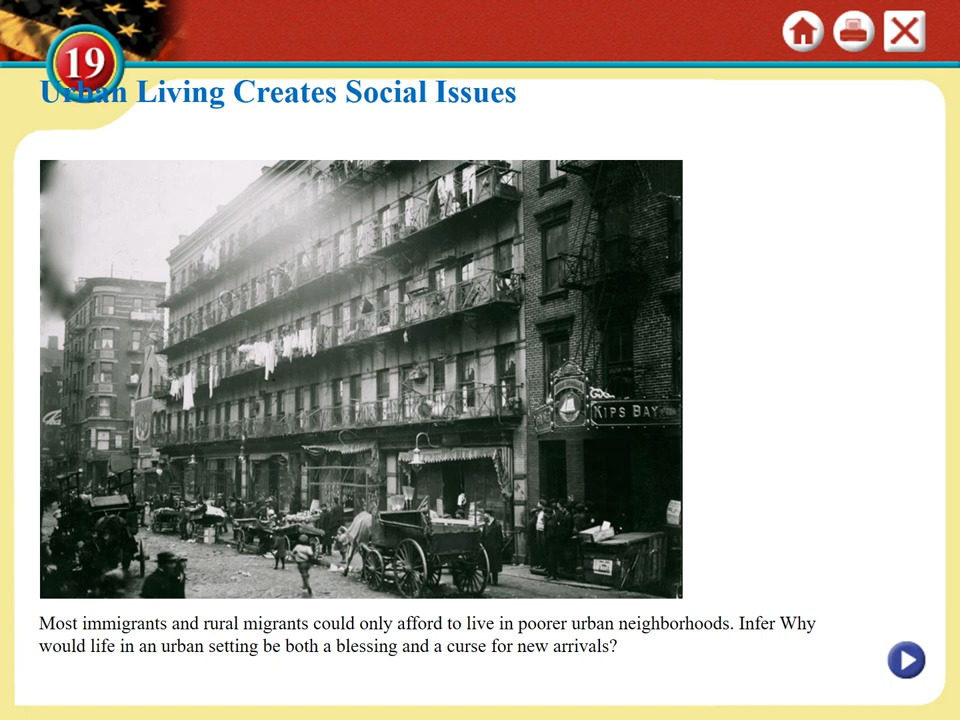 19
Urban Living Creates Social Issues
KIPS BAY
Most immigrants and rural migrants could only afford to live in poorer urban neighborhoods. Infer Why
would life in an urban setting be both a blessing and a curse for new arrivals?